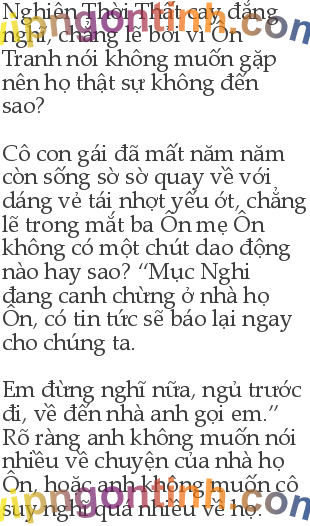 Nghiên Thời Thất cay đắng
nghĩ, chẳng lẽ bởi vì Ôn
Tranh nói không muốn gặp
nên họ thật sự không đến
sao?
Cô con gái đã mất năm năm
còn sống sờ sờ quay về với
dáng vẻ tái nhợt yếu ớt, chẳng
lẽ trong mắt ba Ôn mẹ Ôn
không có một chút dao động
nào hay sao? “Mục Nghi
đang canh chừng ở nhà họ
Ôn, có tin tức sẽ báo lại ngay
cho chúng ta.
Em đừng nghĩ nữa, ngủ trước
đi, về đến nhà anh gọi em.”
Rõ ràng anh không muốn nói
nhiều về chuyện của nhà họ
Ôn, hoặc anh không muốn cô
suy nghĩ quá nhiều về họ.
vipngontinh.com
vipngontinh.com